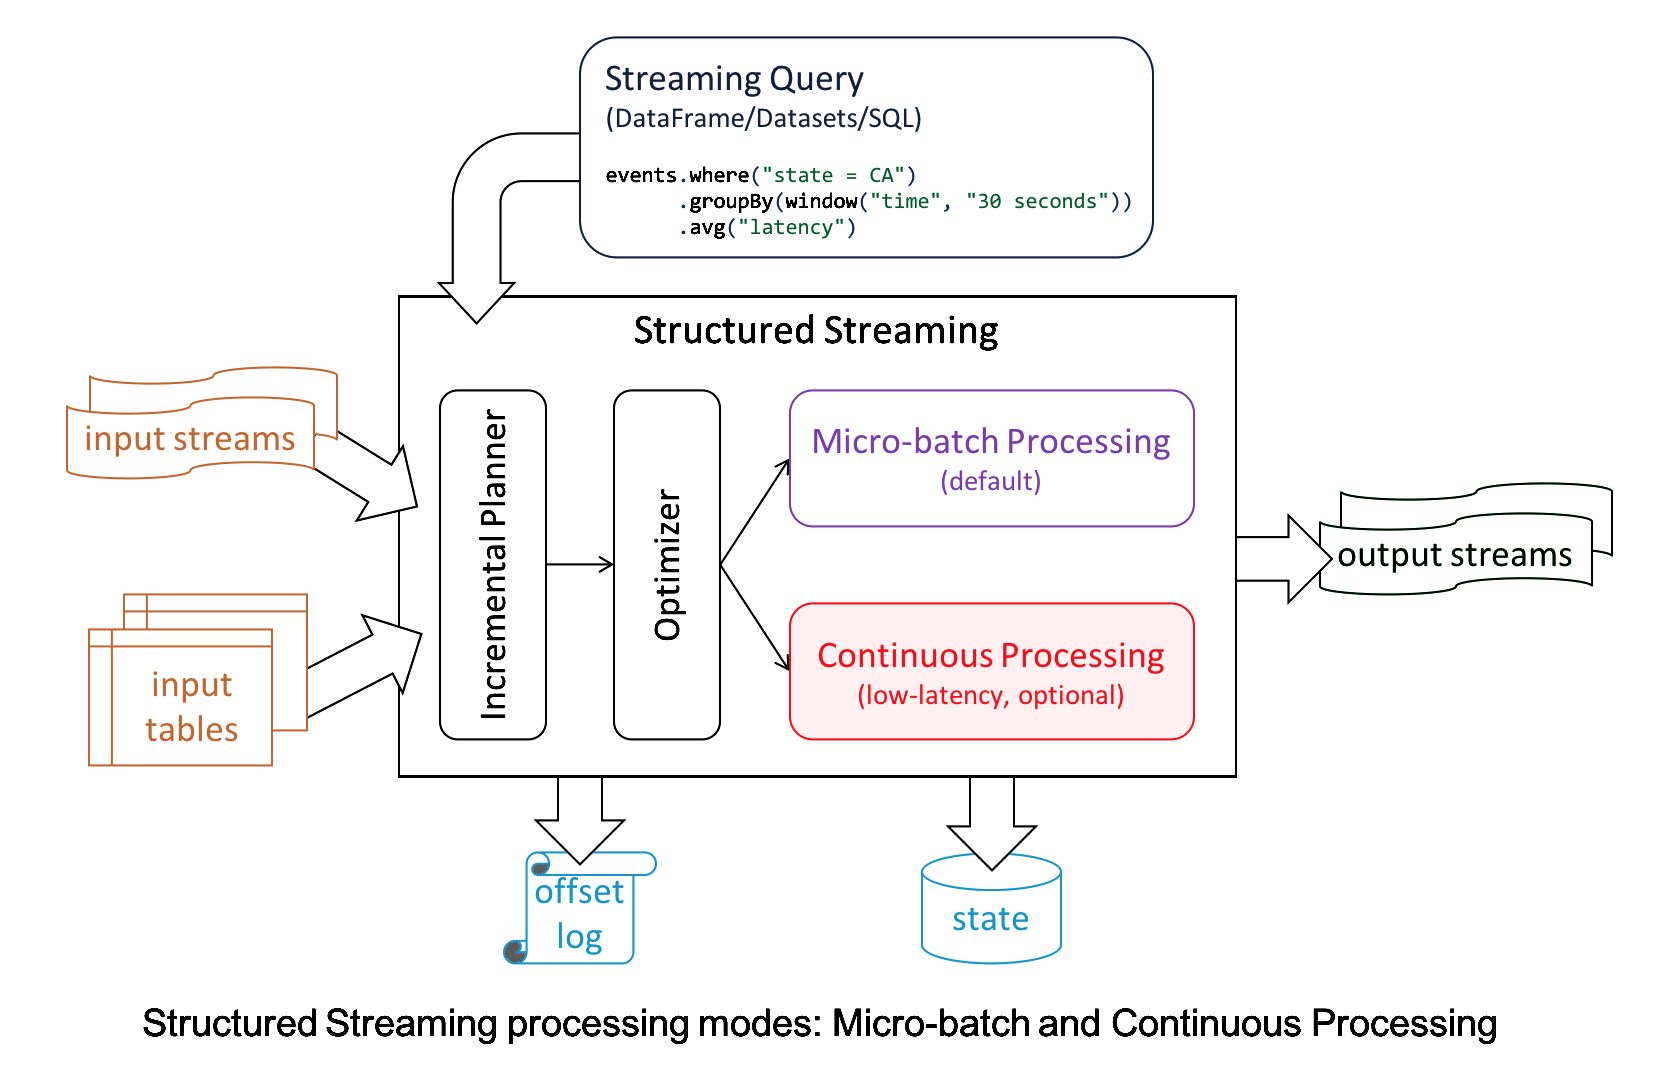 Streaming Query
(DataFrame/Datasets/SQL)
events.where("state = CA")
.groupBy(window("time", "30 seconds"))
.avg("latency")
Structured Streaming
input streams
input
tables
Incremental Planner
Optimizer
Micro-batch Processing
(default)
Continuous Processing
(low-latency, optional)
output streams
offset
log
state
Structured Streaming processing modes: Micro-batch and Continuous Processing